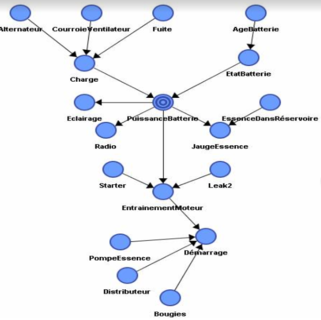 Alternateur CourroieVentilateur Fuite AgeBatterie
Charge EtatBatterie
Eclairage PuissanceBatterie EssenceDansRéservoire
Radio JaugeEssence
Starter Leak2
EntrainementMoteur
PompeEssence Démarrage
Distributeur
Bougies